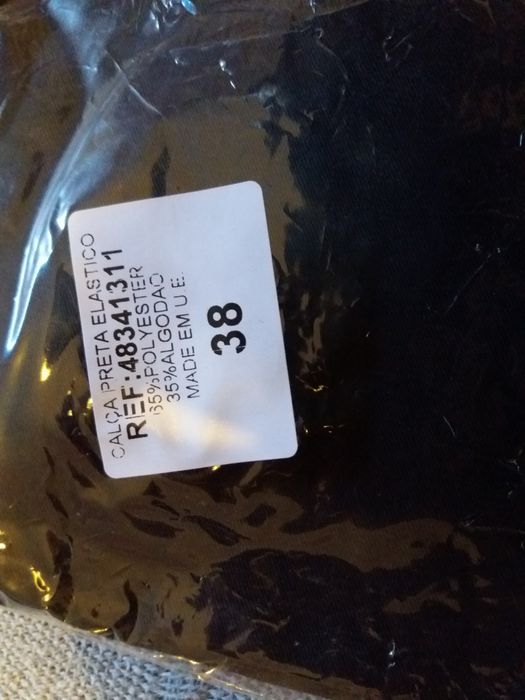 CALÇA PRETA ELASTICO
REF:48341311
65%POLYESTER
35%ALGODAO
MADE EM U E.
38